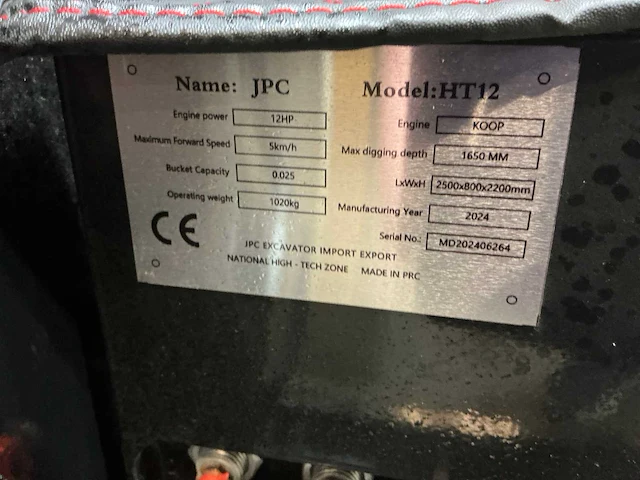 Name: JPC Model:HT12
Engine power 12HP Engine KOOP
Maximum Forward Speed 5km/h Max digging depth 1650 MM
Bucket Capacity 0.025 LxWxH 2500x800x2200mm
Operating weight 1020kg Manufacturing Year 2024
CE Serial No.: MD202406264
JPC EXCAVATOR IMPORT EXPORT
NATIONAL HIGH - TECH ZONE MADE IN PRC